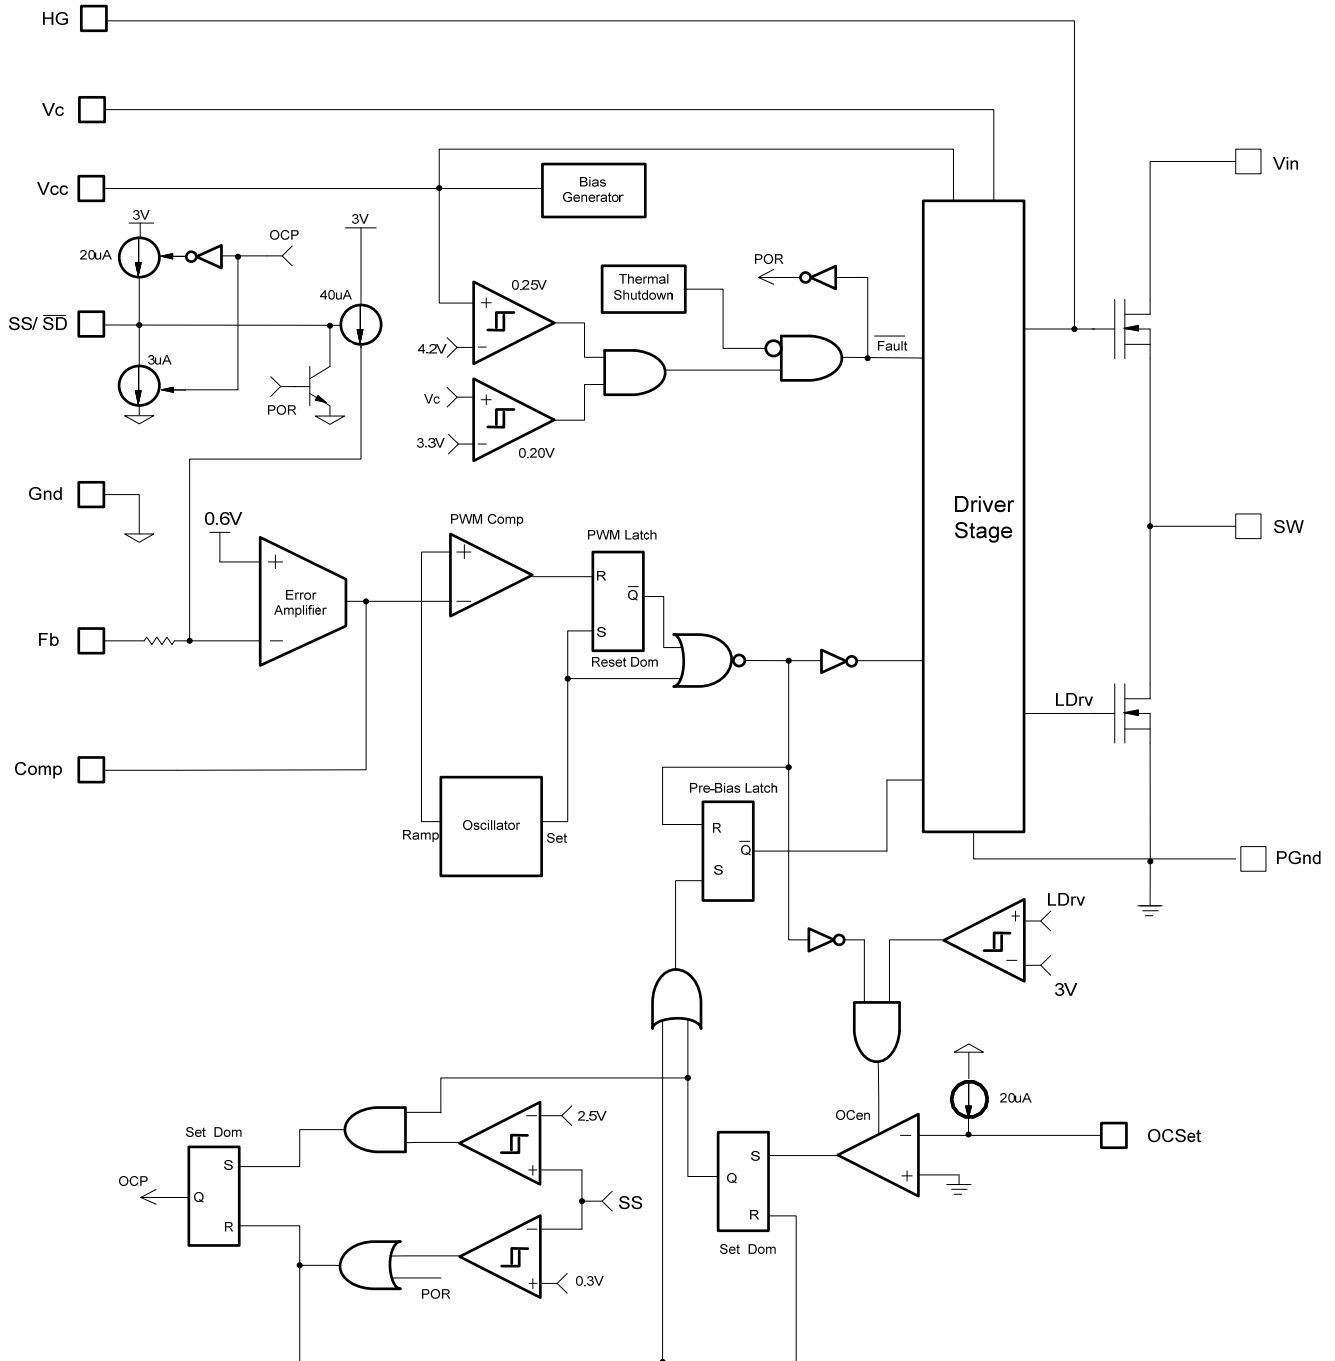 HG
Vc
Vin
Vcc
Bias
Generator
3V
3V
OCP
20uA
POR
Thermal
Shutdown
0.25V
40uA
+
SS/ SD
4.2V
−
Fault
3uA
Vc
+
POR
3.3V
−
0.20V
Gnd
Driver
Stage
0.6V
PWM Comp
SW
PWM Latch
+
+
R
Error
Amplifier
Q
−
S
Fb
−
Reset Dom
LDrv
Comp
Pre-Bias Latch
Oscillator
R
Ramp
Set
Q
S
PGnd
LDrv
+
−
3V
20uA
2.5V
−
OCen
Set Dom
−
OCSet
S
S
+
+
OCP
Q
Q
SS
R
R
−
Set Dom
0.3V
+
POR